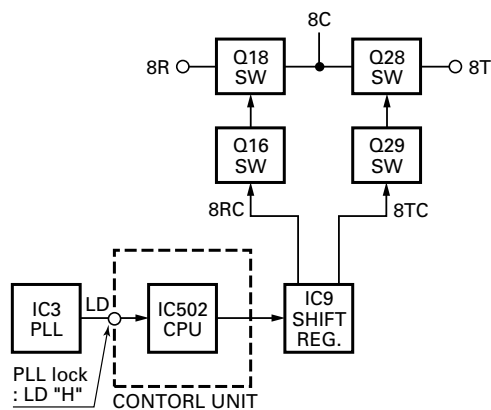 8C
8R
Q18
SW
Q28
SW
8T
Q16
SW
Q29
SW
8RC
8TC
IC3
PLL
LD
IC502
CPU
IC9
SHIFT
REG.
PLL lock
: LD "H"
CONTORL UNIT